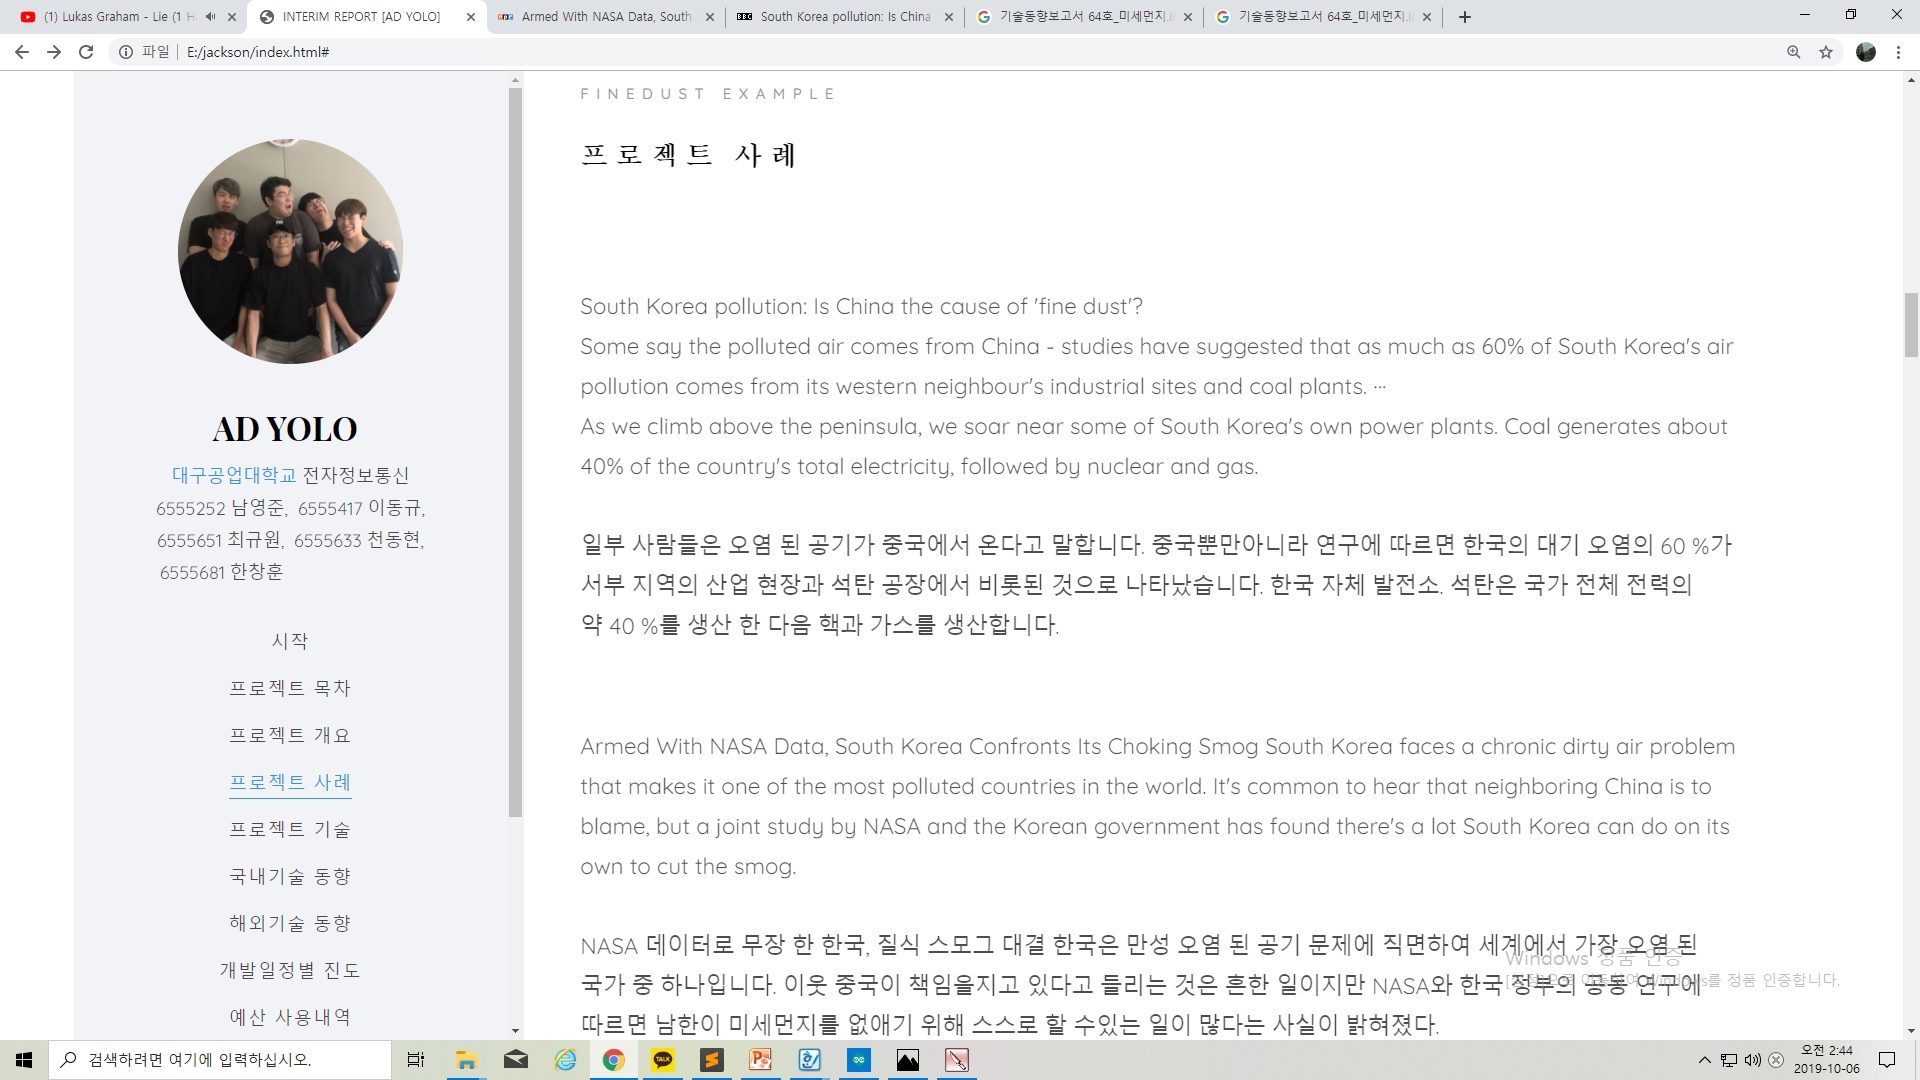 (1) Lukas Graham - Lie (1 H
INTERIM REPORT [AD YOLO]
Armed With NASA Data, South
BBC South Korea pollution: Is China
기술동향보고서 64호_미세먼지.i
기술동향보고서 64호_미세먼지.i
파일 E:/jackson/index.html#
AD YOLO
대구공업대학교 전자정보통신
6555252 남영준, 6555417 이동규,
6555651 최규원, 6555633 천동현,
6555681 한창훈
시작
프로젝트 목차
프로젝트 개요
프로젝트 사례
프로젝트 기술
국내기술 동향
해외기술 동향
개발일정별 진도
예산 사용내역
FINEDUST EXAMPLE
프로젝트 사례
South Korea pollution: Is China the cause of 'fine dust'?
Some say the polluted air comes from China - studies have suggested that as much as 60% of South Korea's air
pollution comes from its western neighbour's industrial sites and coal plants. ···
As we climb above the peninsula, we soar near some of South Korea's own power plants. Coal generates about
40% of the country's total electricity, followed by nuclear and gas.
일부 사람들은 오염 된 공기가 중국에서 온다고 말합니다. 중국뿐만아니라 연구에 따르면 한국의 대기 오염의 60 %가
서부 지역의 산업 현장과 석탄 공장에서 비롯된 것으로 나타났습니다. 한국 자체 발전소. 석탄은 국가 전체 전력의
약 40 %를 생산 한 다음 핵과 가스를 생산합니다.
Armed With NASA Data, South Korea Confronts Its Choking Smog South Korea faces a chronic dirty air problem
that makes it one of the most polluted countries in the world. It's common to hear that neighboring China is to
blame, but a joint study by NASA and the Korean government has found there's a lot South Korea can do on its
own to cut the smog.
NASA 데이터로 무장 한 한국, 질식 스모그 대결 한국은 만성 오염 된 공기 문제에 직면하여 세계에서 가장 오염 된
국가 중 하나입니다. 이웃 중국이 책임을지고 있다고 들리는 것은 흔한 일이지만 NASA와 한국 정부의 공동 연구에
따르면 남한이 미세먼지를 없애기 위해 스스로 할 수있는 일이 많다는 사실이 밝혀졌다.
Windows 정품 인증
[설정]으로 이동하여 Windows를 정품 인증합니다.
검색하려면 여기에 입력하십시오.
TALK
오전 2:44
2019-10-06